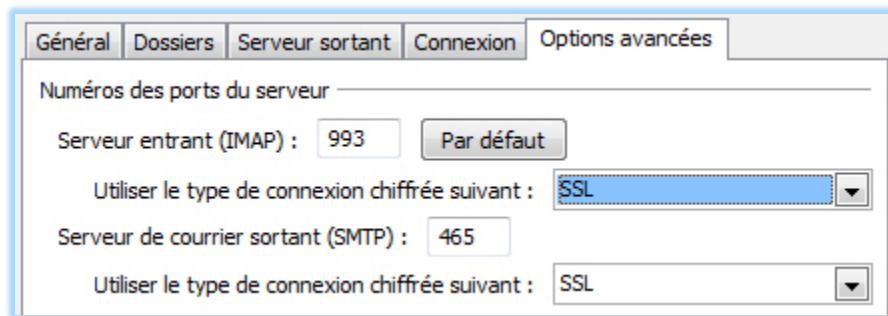 Général Dossiers Serveur sortant Connexion Options avancées
Numéros des ports du serveur
Serveur entrant (IMAP) : 993 Par défaut
Utiliser le type de connexion chiffrée suivant : SSL
Serveur de courrier sortant (SMTP) : 465
Utiliser le type de connexion chiffrée suivant : SSL